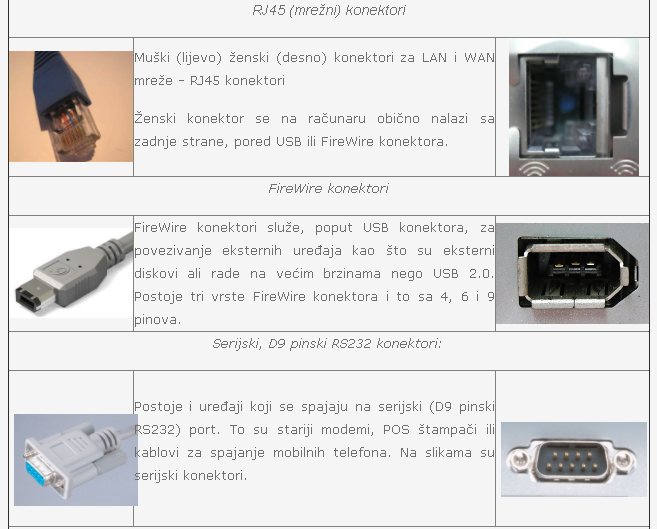 RJ45 (mrežni) konektori
Muški (lijevo) ženski (desno) konektori za LAN i WAN
mreže – RJ45 konektori
Ženski konektor se na računaru obično nalazi sa
zadnje strane, pored USB ili FireWire konektora.
FireWire konektori
FireWire konektori služe, poput USB konektora, za
povezivanje eksternih uređaja kao što su eksterni
diskovi ali rade na većim brzinama nego USB 2.0.
Postoje tri vrste FireWire konektora i to sa 4, 6 i 9
pinova.
Serijski, D9 pinski RS232 konektori:
Postoje i uređaji koji se spajaju na serijski (D9 pinski
RS232) port. To su stariji modemi, POS štampači ili
kablovi za spajanje mobilnih telefona. Na slikama su
serijski konektori.